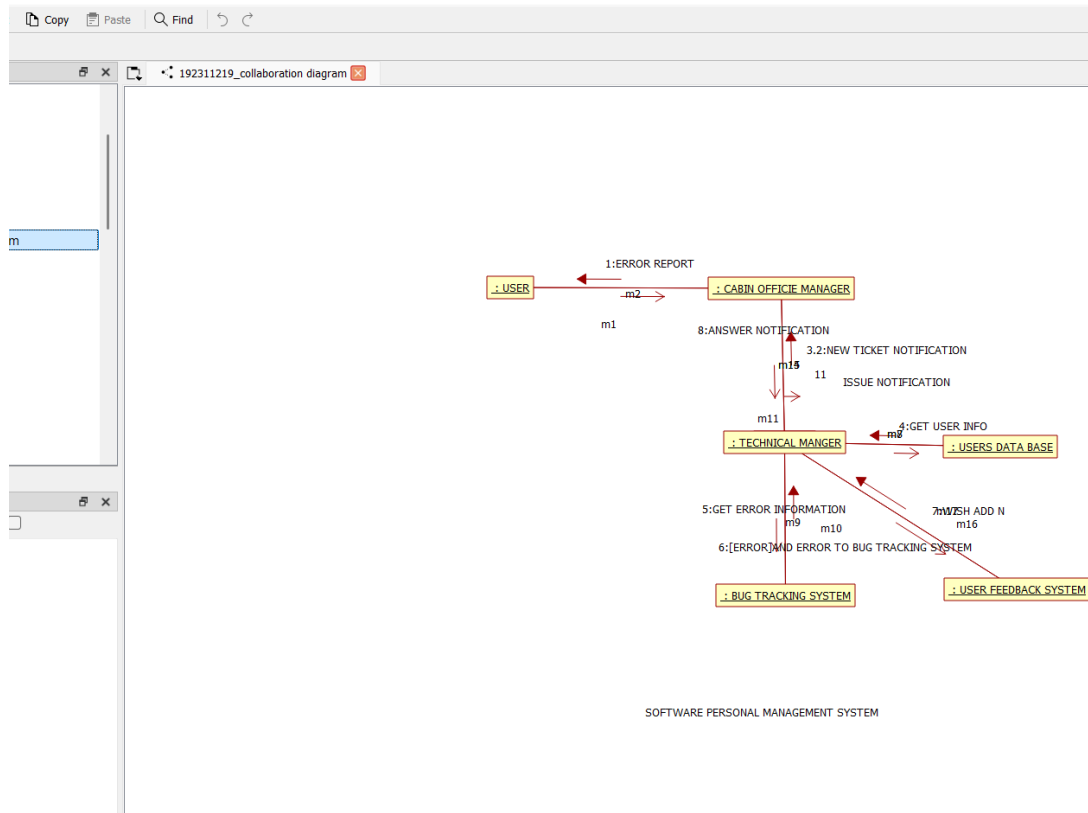 Copy Paste Find
192311219_collaboration diagram
m
1:ERROR REPORT
: USER
: CABIN OFFICIE MANAGER
m2
m1
8:ANSWER NOTIFICATION
3.2:NEW TICKET NOTIFICATION
11
ISSUE NOTIFICATION
m11
4:GET USER INFO
: TECHNICAL MANGER
: USERS DATA BASE
5:GET ERROR INFORMATION
m9
m10
m16
6:[ERROR]AND ERROR TO BUG TRACKING SYSTEM
: BUG TRACKING SYSTEM
: USER FEEDBACK SYSTEM
SOFTWARE PERSONAL MANAGEMENT SYSTEM